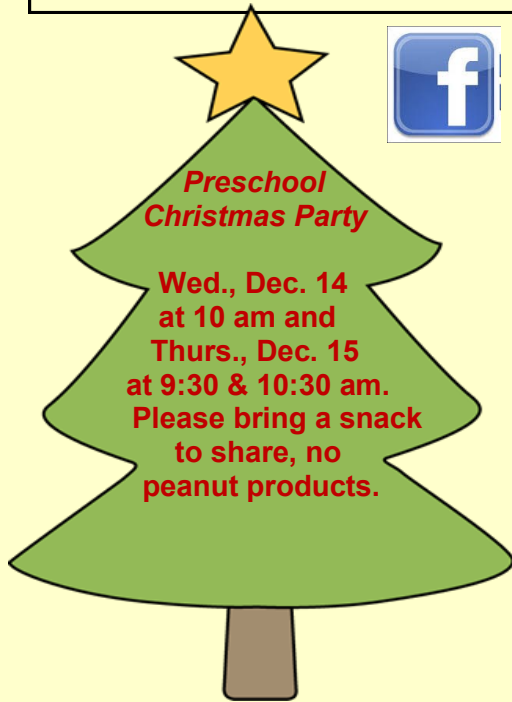 f
Preschool
Christmas Party
Wed., Dec. 14
at 10 am and
Thurs., Dec. 15
at 9:30 & 10:30 am.
Please bring a snack
to share, no
peanut products.